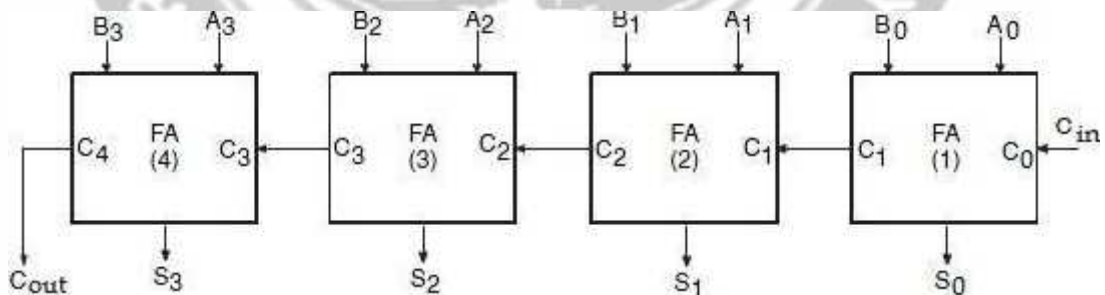 B3 A3 B2 A2 B1 A1 B0 A0
FA FA FA FA
(4) (3) (2) (1)
C4 C3 C3 C2 C2 C1 C1 C0 Cin
Cout S3 S2 S1 S0